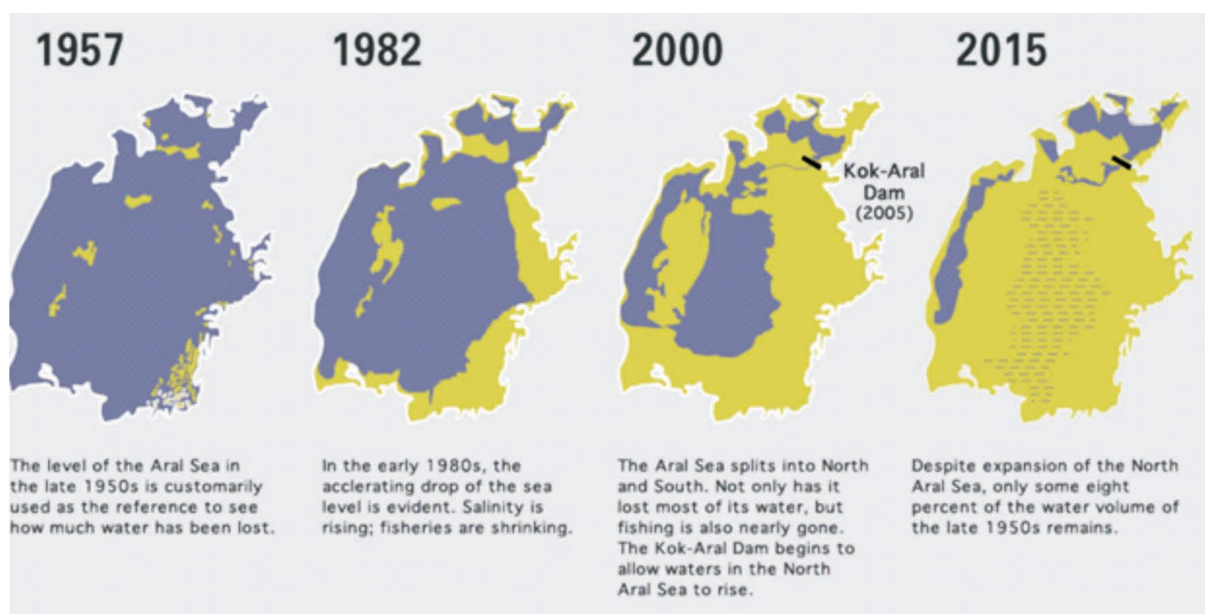 1957
1982
2000
2015
Kok-Aral
Dam
(2005)
The level of the Aral Sea in
the late 1950s is customarily
used as the reference to see
how much water has been lost.
In the early 1980s, the
acclerating drop of the sea
level is evident. Salinity is
rising; fisheries are shrinking.
The Aral Sea splits into North
and South. Not only has it
lost most of its water, but
fishing is also nearly gone.
The Kok-Aral Dam begins to
allow waters in the North
Aral Sea to rise.
Despite expansion of the North
Aral Sea, only some eight
percent of the water volume of
the late 1950s remains.